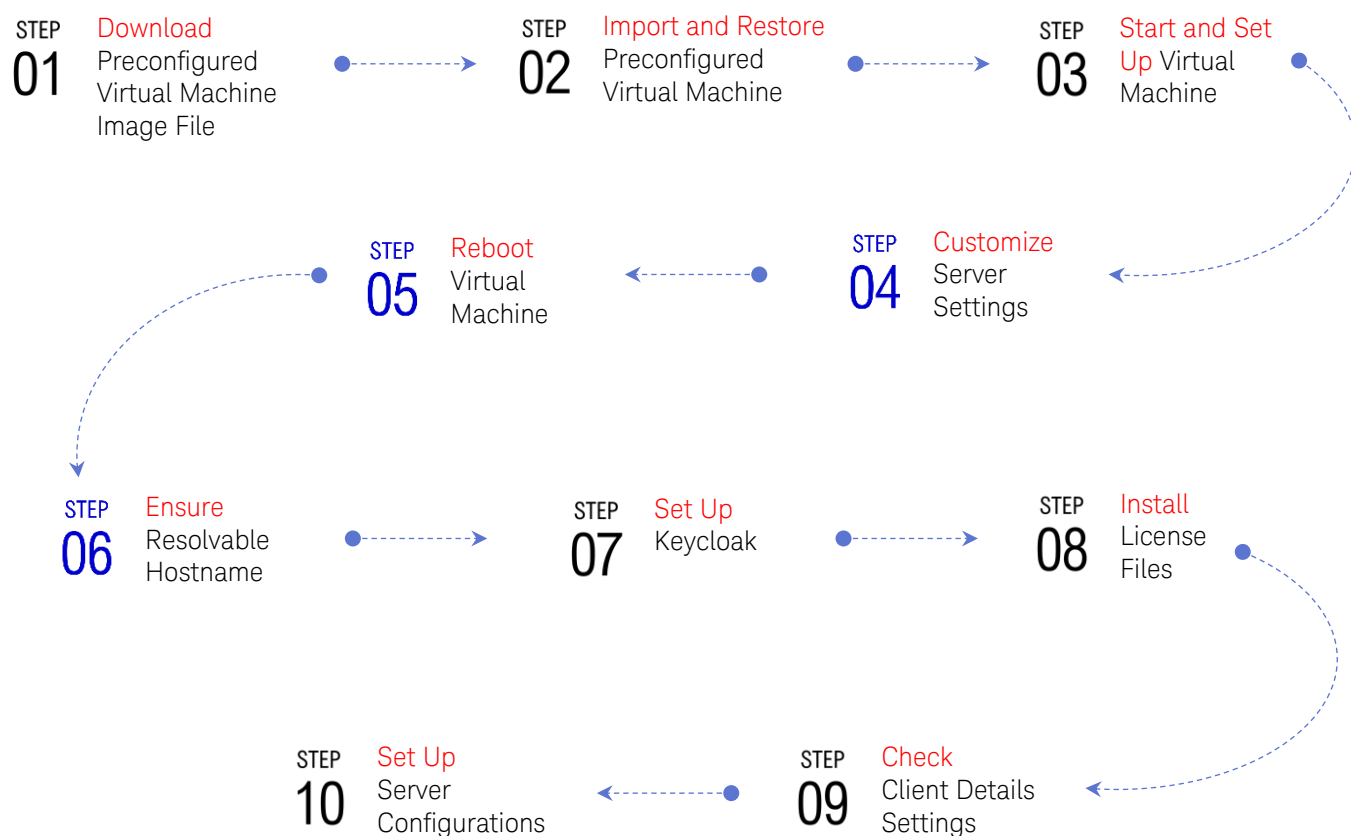 STEP
01
Download
Preconfigured
Virtual Machine
Image File
STEP
02
Import and Restore
Preconfigured
Virtual Machine
STEP
03
Start and Set
Up Virtual
Machine
STEP
04
Customize
Server
Settings
STEP
05
Reboot
Virtual
Machine
STEP
06
Ensure
Resolvable
Hostname
STEP
07
Set Up
Keycloak
STEP
08
Install
License
Files
STEP
09
Check
Client Details
Settings
STEP
10
Set Up
Server
Configurations